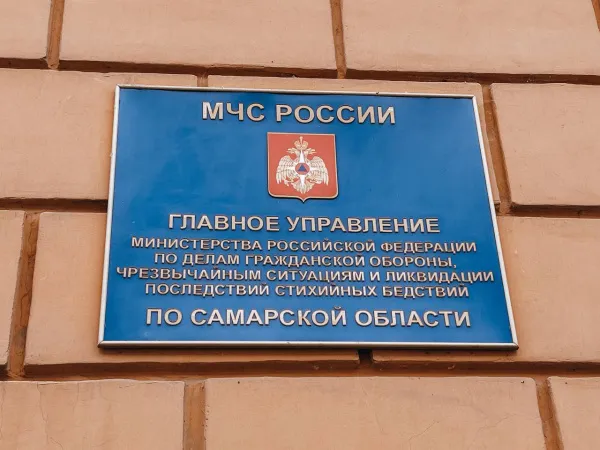 МЧС РОССИИ
ГЛАВНОЕ УПРАВЛЕНИЕ
МИНИСТЕРСТВА РОССИЙСКОЙ ФЕДЕРАЦИИ
ПО ДЕЛАМ ГРАЖДАНСКОЙ ОБОРОНЫ,
ЧРЕЗВЫЧАЙНЫМ СИТУАЦИЯМ И ЛИКВИДАЦИИ
ПОСЛЕДСТВИЙ СТИХИЙНЫХ БЕДСТВИЙ
ПО САМАРСКОЙ ОБЛАСТИ